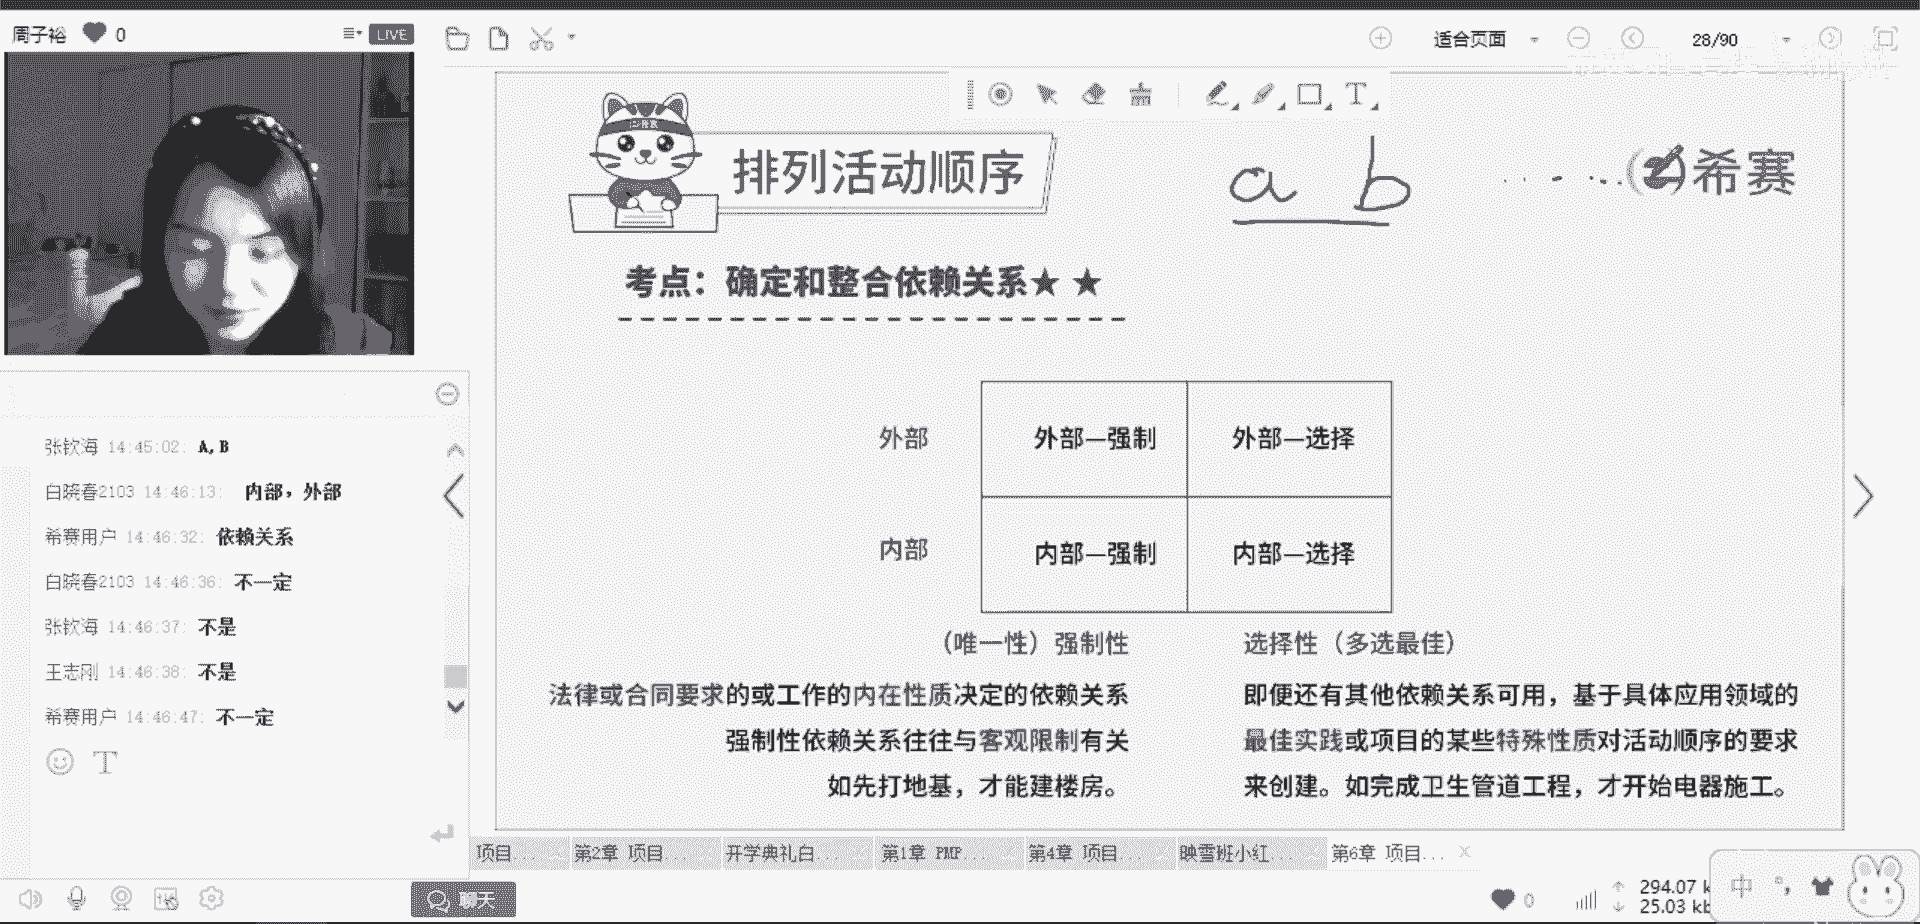 周子裕 0 LIVE
适合页面 28/90
排列活动顺序
a b
希赛
考点：确定和整合依赖关系★ ★
外部 外部—强制 外部—选择
内部 内部—强制 内部—选择
（唯一性）强制性 选择性（多选最佳）
法律或合同要求的或工作的内在性质决定的依赖关系
强制性依赖关系往往与客观限制有关
如先打地基，才能建楼房。
即便还有其他依赖关系可用，基于具体应用领域的
最佳实践或项目的某些特殊性质对活动顺序的要求
来创建。如完成卫生管道工程，才开始电器施工。
张钦海 14:45:02: A,B
白晓春2103 14:46:13: 内部，外部
希赛用户 14:46:32: 依赖关系
白晓春2103 14:46:36: 不一定
张钦海 14:46:37: 不是
王志刚 14:46:38: 不是
希赛用户 14:46:47: 不一定
项目... 第2章 项目... 开学典礼白... 第1章 PMP... 第4章 项目... 映雪班小红... 第6章 项目...
聊天
0
294.07 k
25.03 kb
中